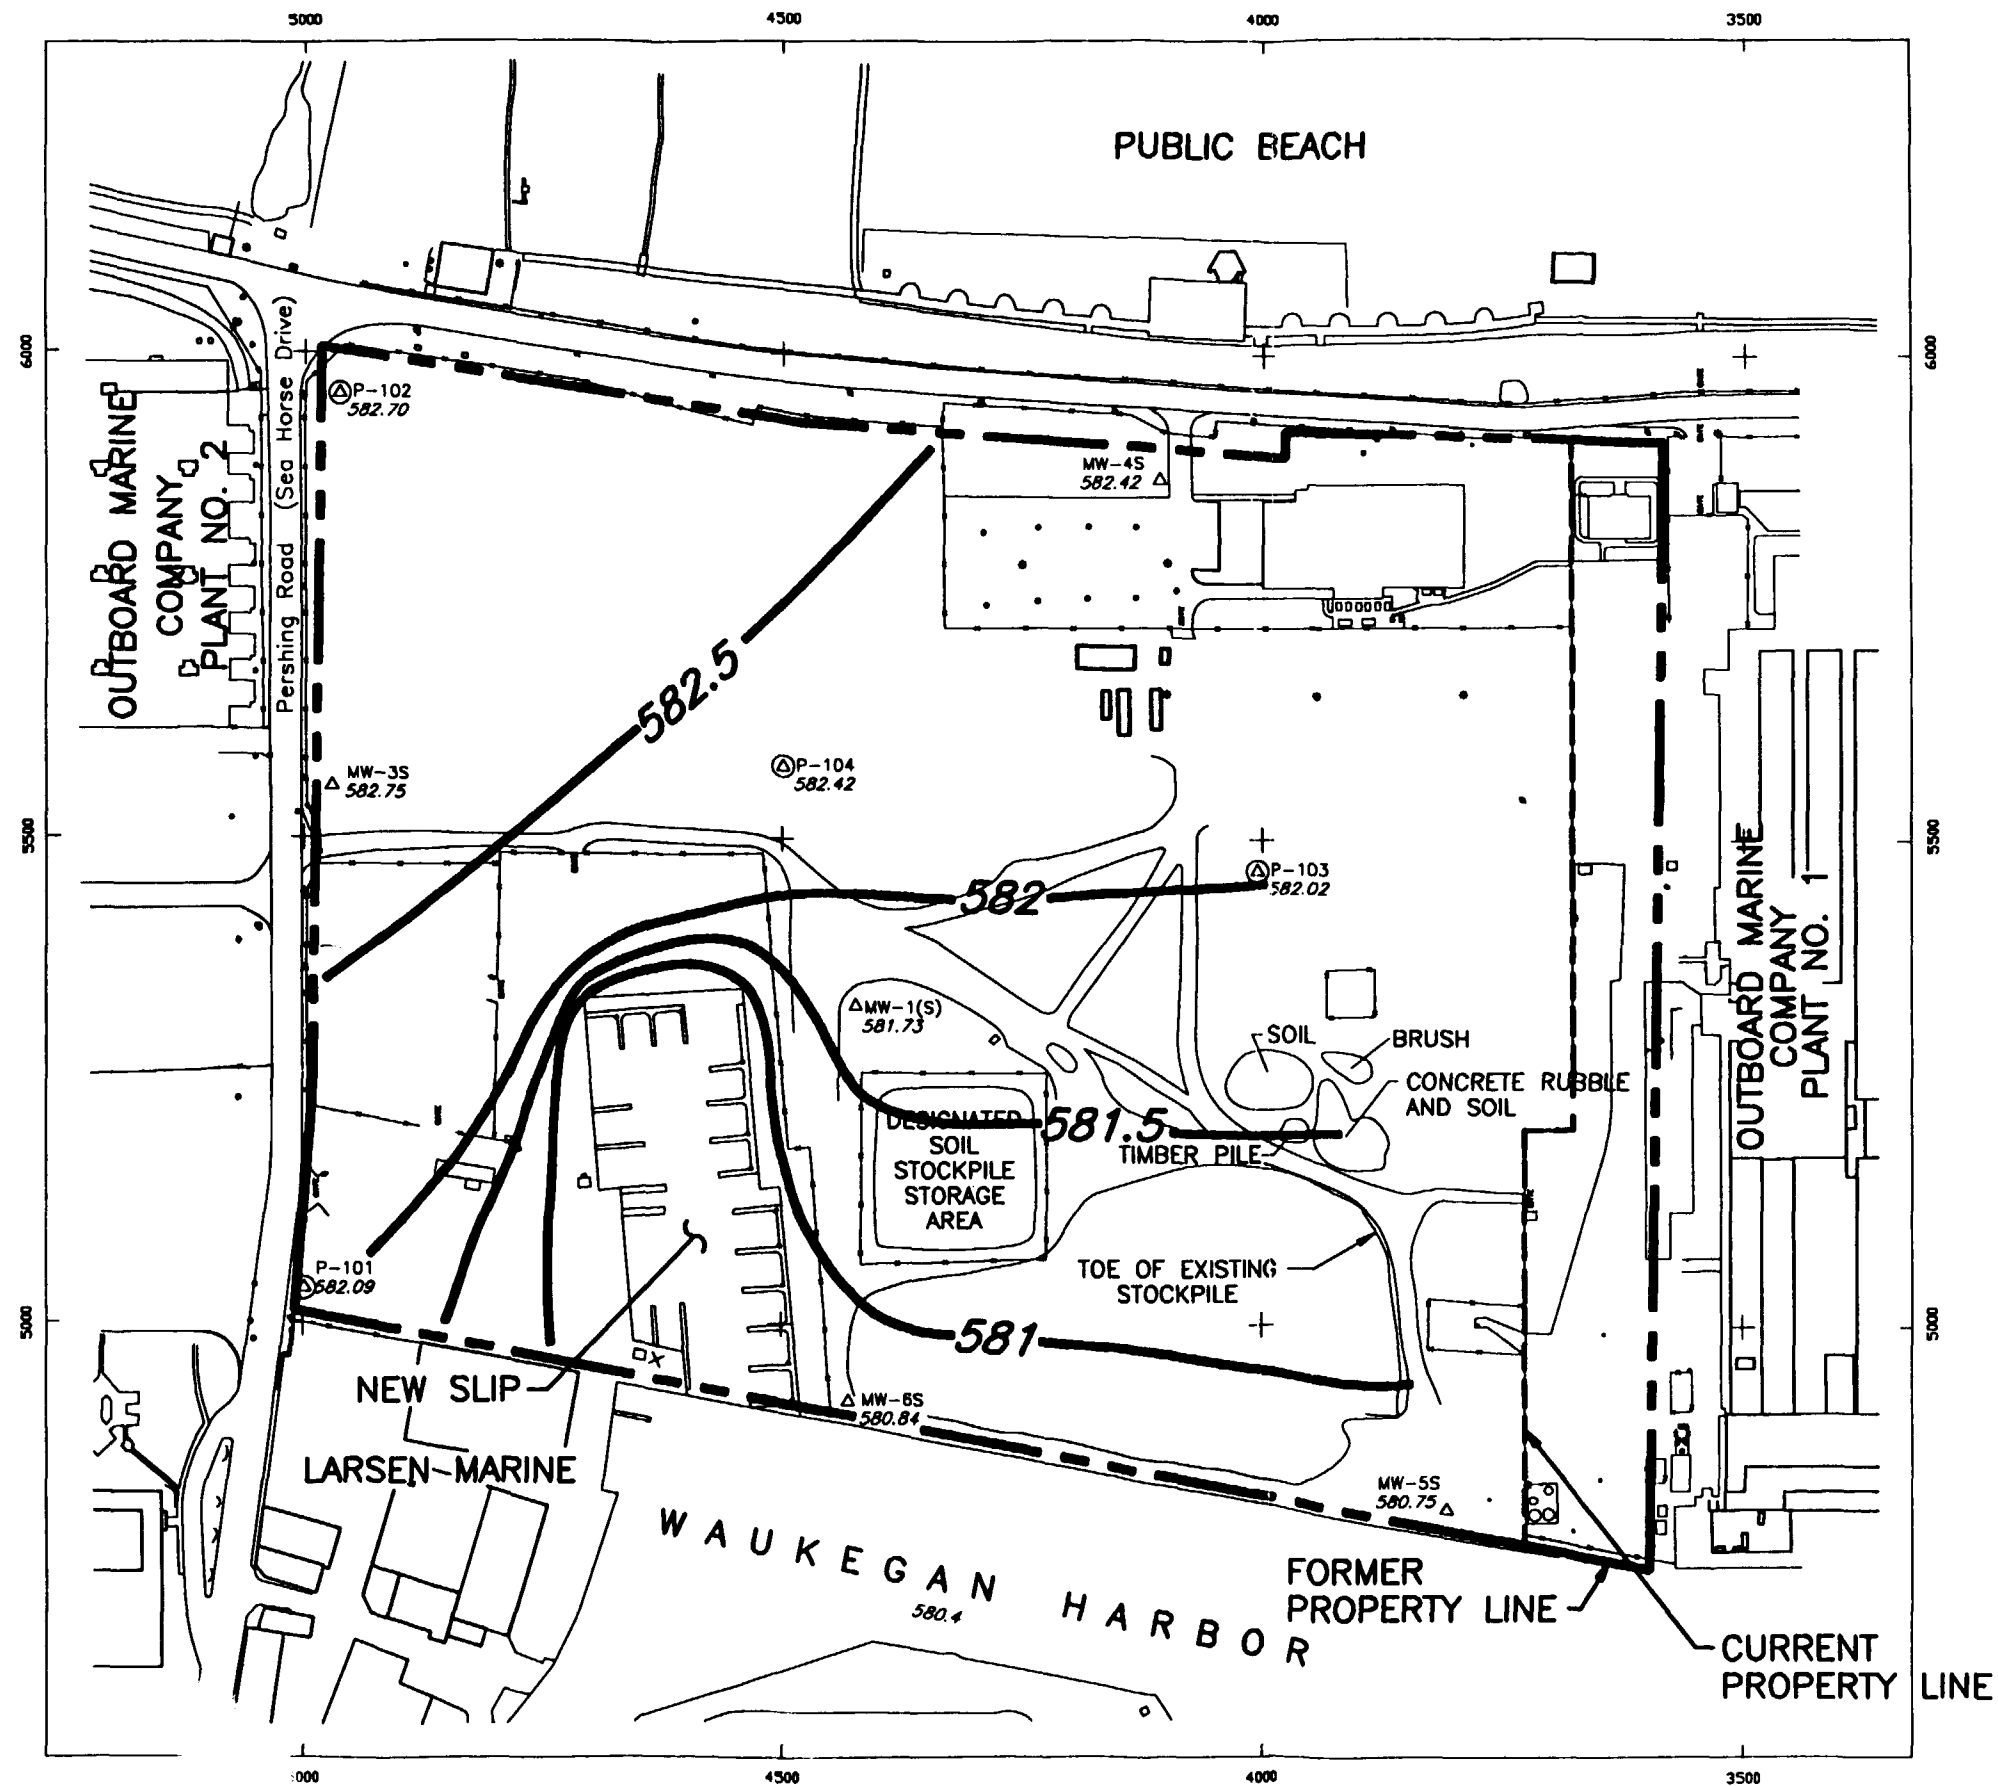 5000 4500 4000 3500
PUBLIC BEACH
6000
6000
P-102
582.70
MW-4S
582.42
OUTBOARD MARINE
COMPANY
PLANT NO. 2
Pershing Road (Sea Horse Drive)
582.5
MW-3S
582.75
P-104
582.42
5500
5500
P-103
582.02
582
OUTBOARD MARINE
COMPANY
PLANT NO. 1
MW-1(S)
581.73
SOIL
BRUSH
CONCRETE RUBBLE
AND SOIL
581.5
TIMBER PILE
DESIGNATED
SOIL
STOCKPILE
STORAGE
AREA
P-101
582.09
TOE OF EXISTING
STOCKPILE
5000
5000
581
NEW SLIP
MW-6S
580.84
LARSEN MARINE
MW-5S
580.75
WAUKEGAN HARBOR
580.4
FORMER
PROPERTY LINE
CURRENT
PROPERTY LINE
4500 4000 3500